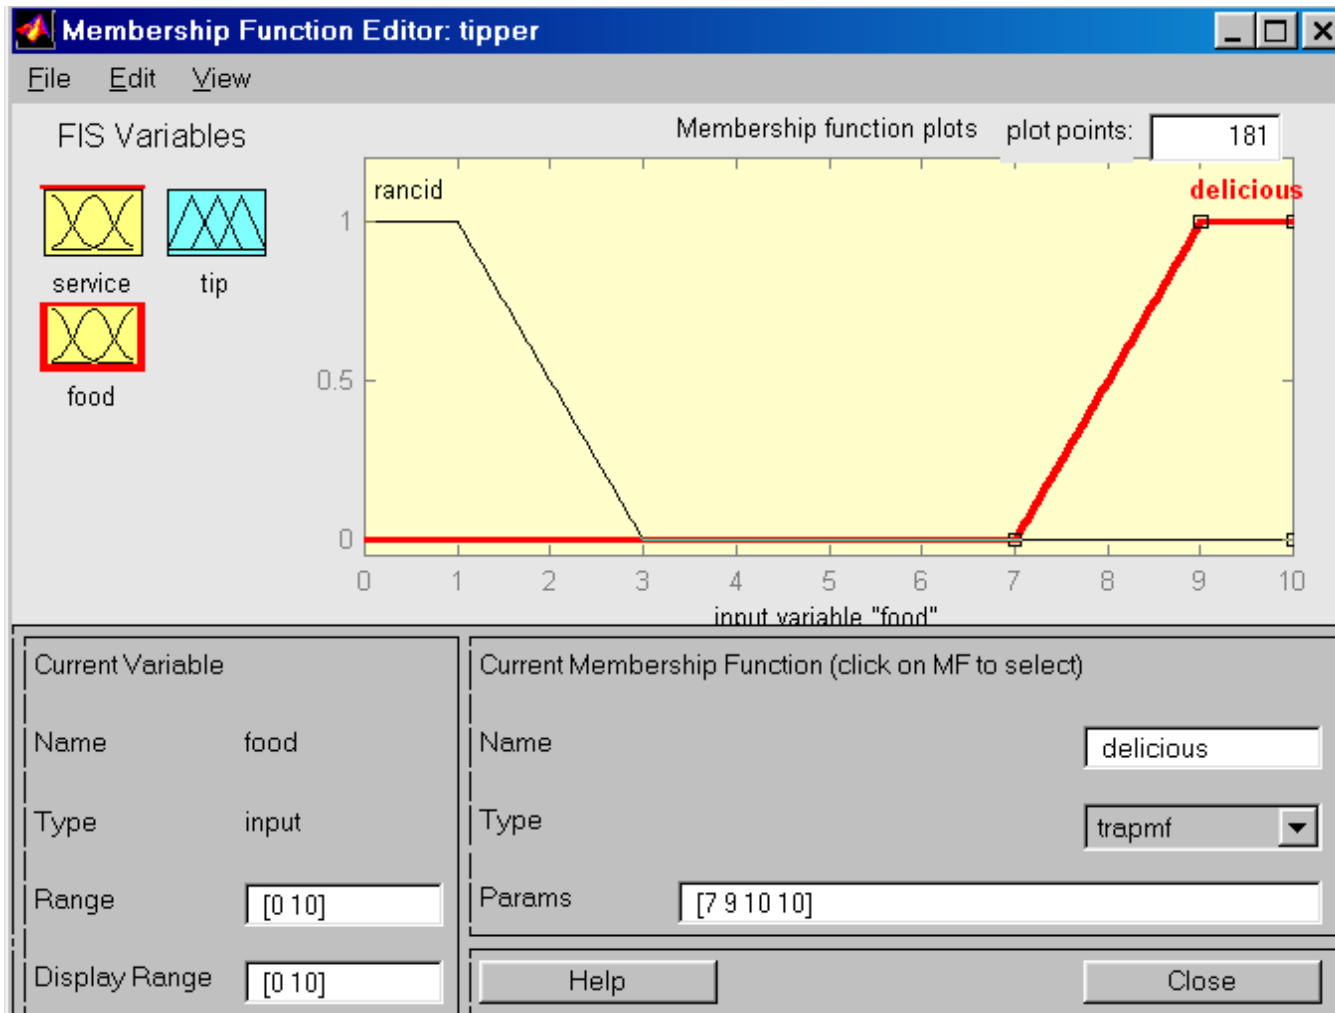 Membership Function Editor: tipper
File Edit View
FIS Variables
service
tip
food
Membership function plots
plot points:
181
rancid
delicious
1
0.5
0
0 1 2 3 4 5 6 7 8 9 10
input variable "food"
Current Variable
Name food
Type input
Range [0 10]
Display Range [0 10]
Current Membership Function (click on MF to select)
Name delicious
Type trapmf
Params [7 9 10 10]
Help
Close